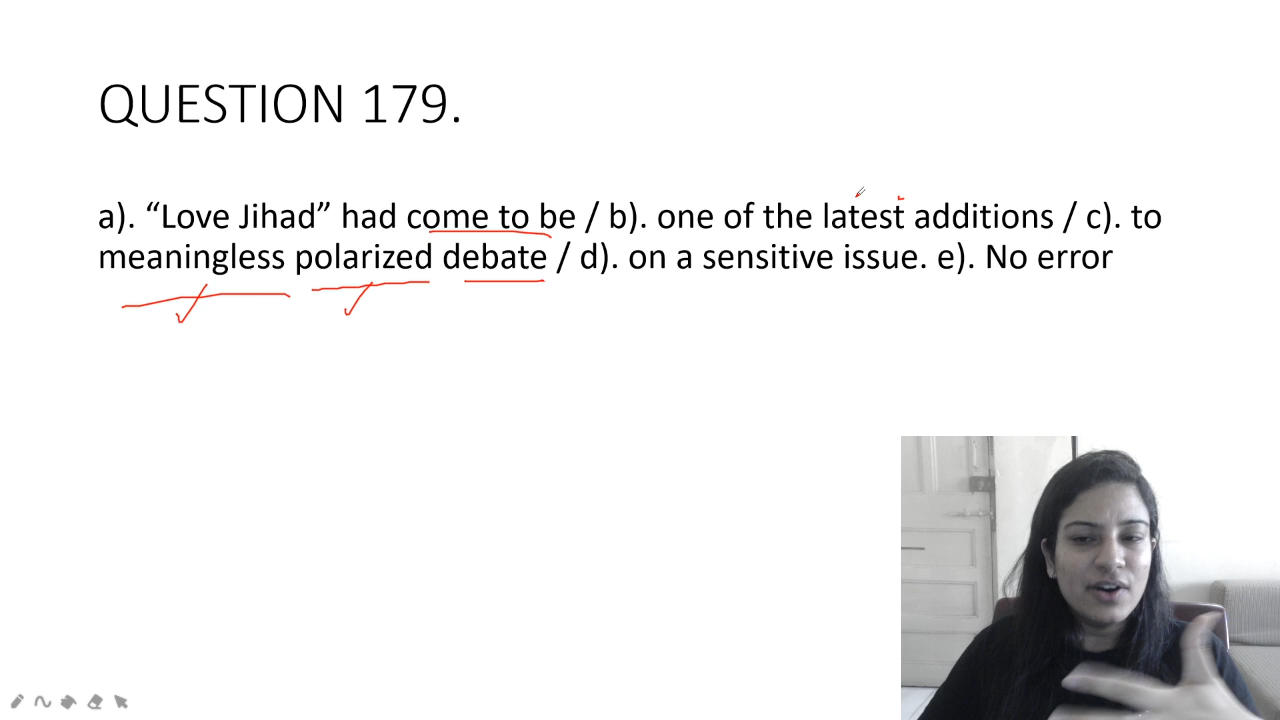 QUESTION 179.
a). “Love Jihad” had come to be / b). one of the latest additions / c). to
meaningless polarized debate / d). on a sensitive issue. e). No error